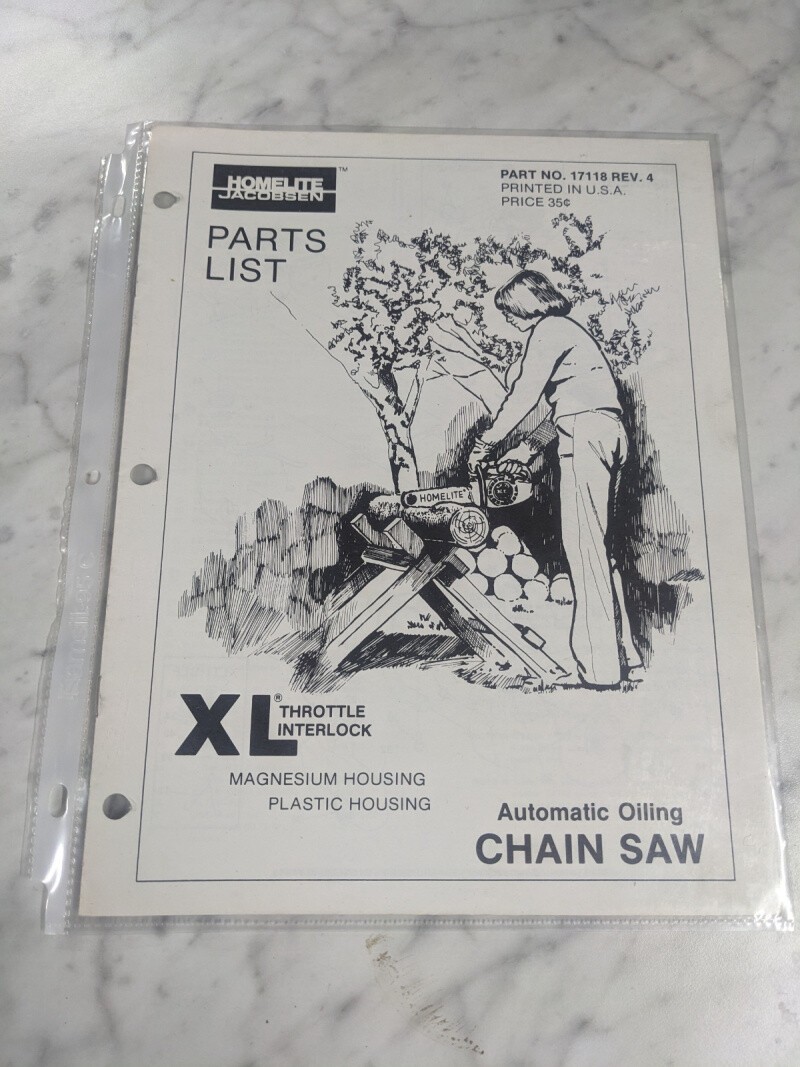 HOMELITE
JACOBSEN
™
PART NO. 17118 REV. 4
PRINTED IN U.S.A.
PRICE 35¢
PARTS
LIST
HOMELITE
XL® THROTTLE
INTERLOCK
MAGNESIUM HOUSING
PLASTIC HOUSING
Automatic Oiling
CHAIN SAW